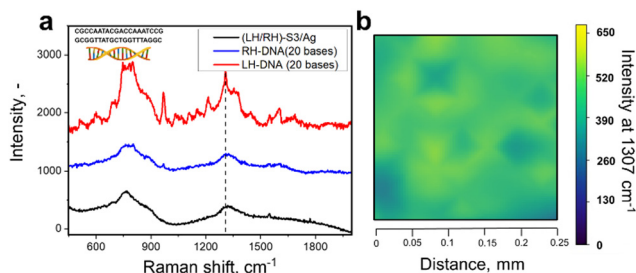 a
CGCCAATACGACCAAATCCG
GCGGTTATGCTGGTTTAGGC
(LH/RH)-S3/Ag
RH-DNA(20 bases)
LH-DNA (20 bases)
3000
2000
1000
0
Intensity, -
600
900
1200
1500
1800
Raman shift, cm-1
b
0
0.05
0.1
0.15
0.2
0.25
Distance, mm
650
520
390
260
130
0
Intensity at 1307 cm-1